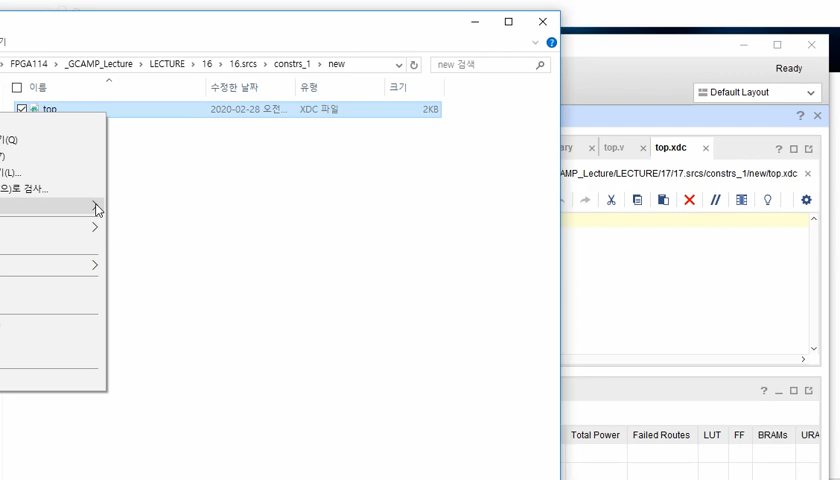 기
FPGA114 > _GCAMP_Lecture > LECTURE > 16 > 16.srcs > constrs_1 > new
new 검색
이름 수정한 날짜 유형 크기
top 2020-02-28 오전... XDC 파일 2KB
기(Q)
기(L)...
으)로 검사...
Ready
Default Layout
ary top.v top.xdc
AMP_Lecture/LECTURE/17/17.srcs/constrs_1/new/top.xdc
Total Power Failed Routes LUT FF BRAMs URA